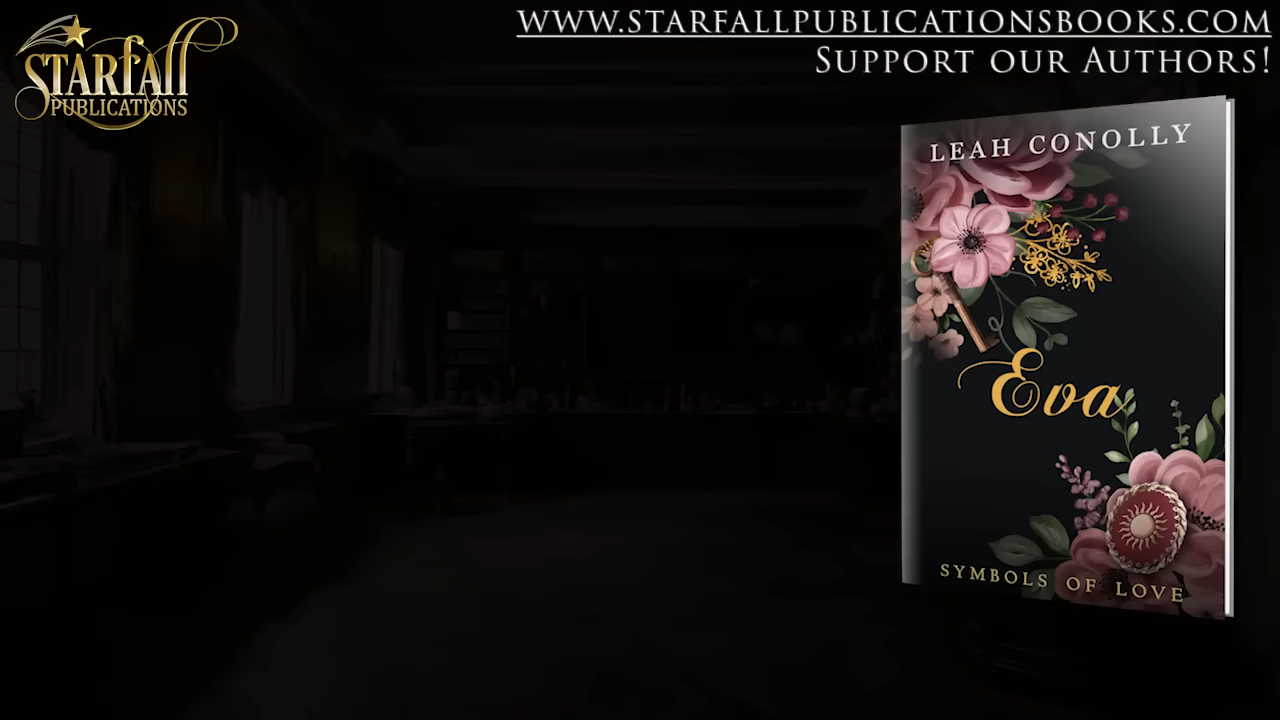 STARfall
PUBLICATIONS
WWW.STARFALLPUBLICATIONSBOOKS.COM
SUPPORT OUR AUTHORS!
LEAH CONOLLY
Eva
SYMBOLS OF LOVE